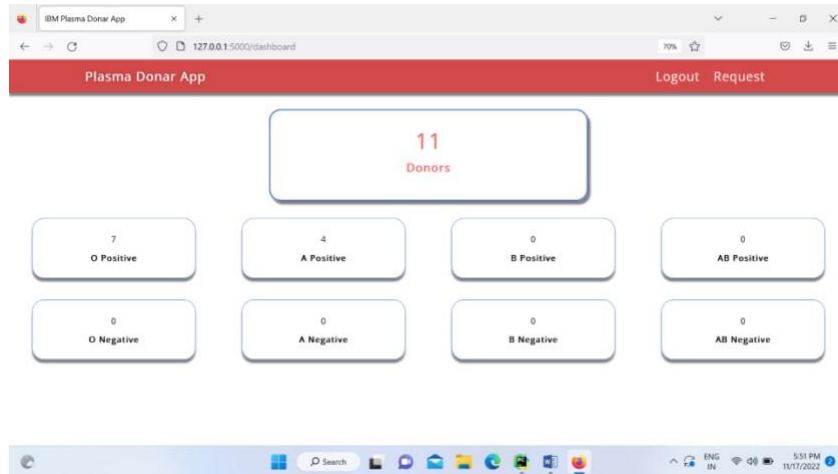 IBM Plasma Donar App
127.0.0.1:5000/dashboard
70%
Plasma Donar App
Logout Request
11
Donors
7
O Positive
4
A Positive
0
B Positive
0
AB Positive
0
O Negative
0
A Negative
0
B Negative
0
AB Negative
Search
ENG
IN
5:51 PM
11/17/2022
2